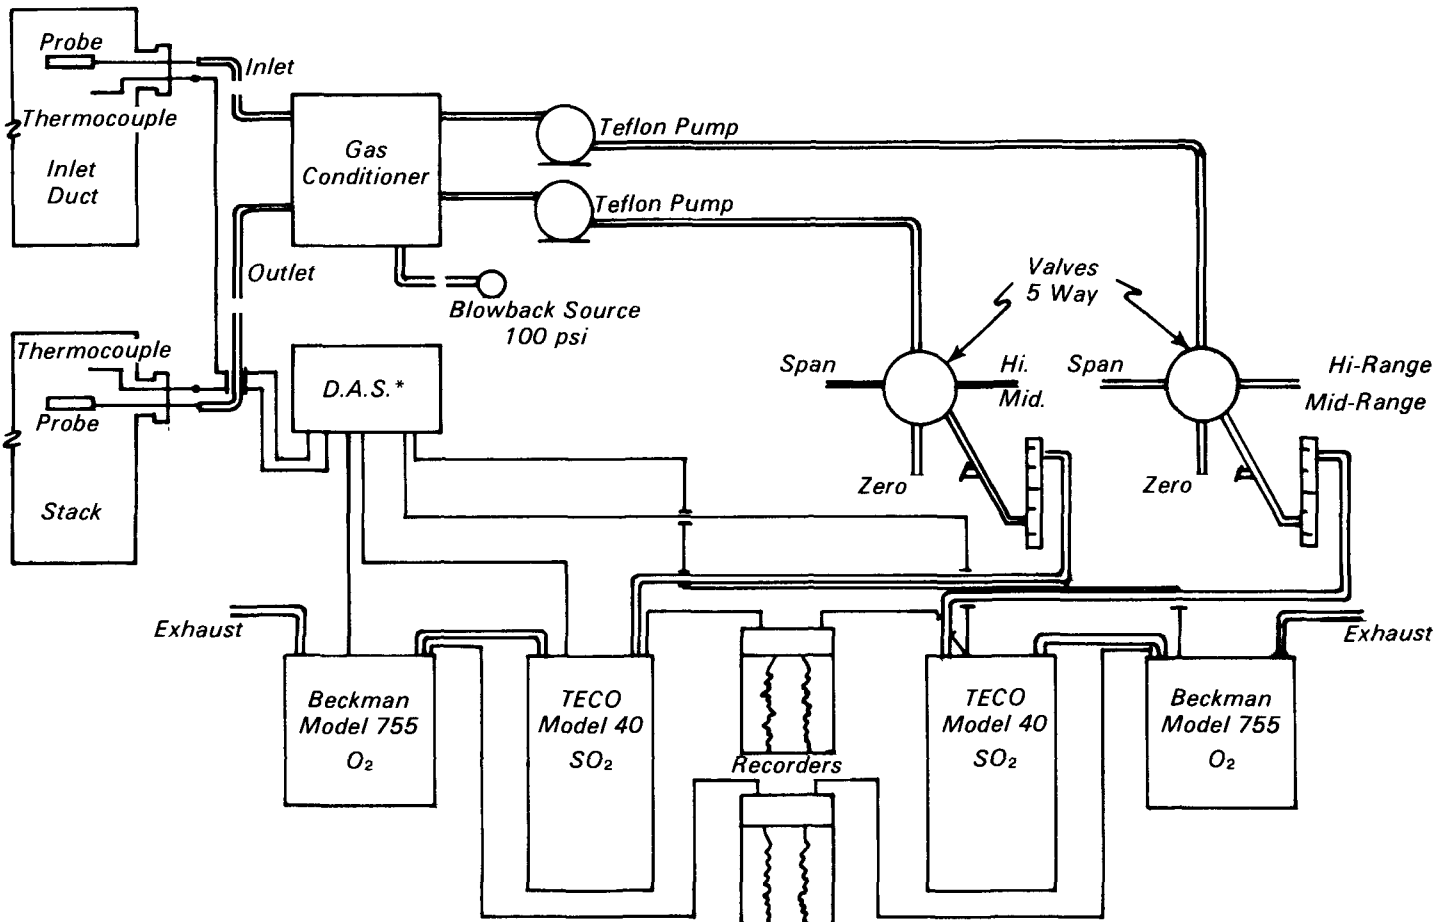 Probe
Inlet
Thermocouple
Inlet
Duct
Gas
Conditioner
Teflon Pump
Teflon Pump
Outlet
Blowback Source
100 psi
Valves
5 Way
Thermocouple
Probe
Stack
D.A.S.*
Span
Hi.
Mid.
Zero
Span
Hi-Range
Mid-Range
Zero
Exhaust
Exhaust
Beckman
Model 755
O₂
TECO
Model 40
SO₂
Recorders
TECO
Model 40
SO₂
Beckman
Model 755
O₂